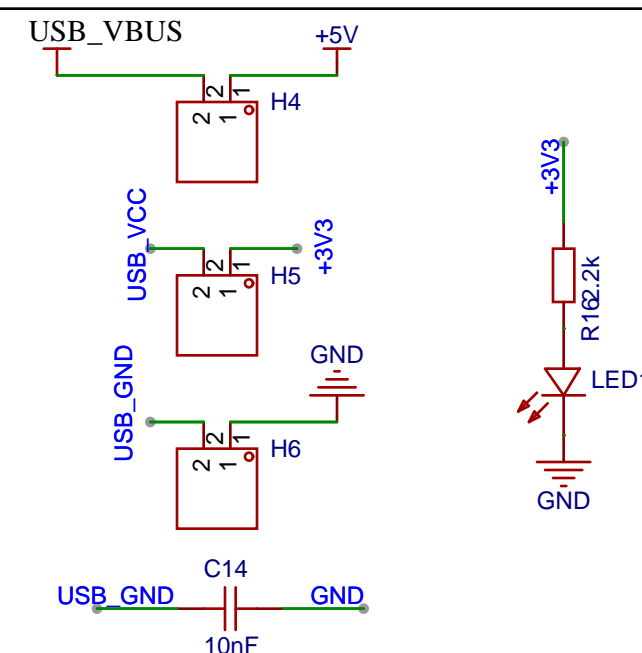 USB_VBUS +5V
2 1
2 1
H4
USB_VCC
+3V3
2 1
2 1
H5
USB_GND
GND
2 1
2 1
H6
C14
USB_GND
GND
10nF
+3V3
R16
2.2k
LED1
GND